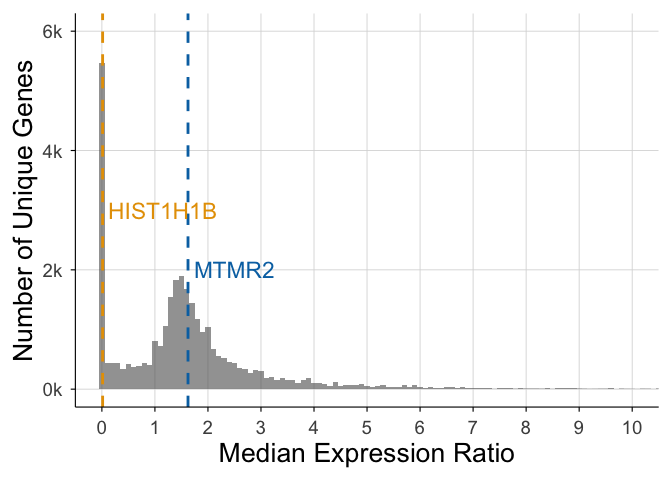 Number of Unique Genes
6k
4k
2k
0k
HIST1H1B
MTMR2
0 1 2 3 4 5 6 7 8 9 10
Median Expression Ratio